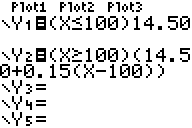 Plot1 Plot2 Plot3
\Y₁=(X≤100)14.50
\Y₂=(X≥100)(14.5
0+0.15(X-100))
\Y₃=
\Y₄=
\Y₅=